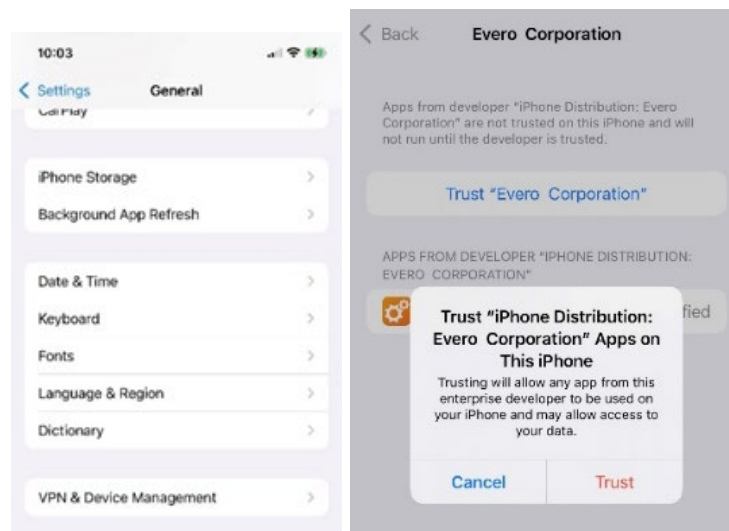 10:03
Settings
General
CarPlay
iPhone Storage
Background App Refresh
Date & Time
Keyboard
Fonts
Language & Region
Dictionary
VPN & Device Management
Back
Evero Corporation
Apps from developer "iPhone Distribution: Evero
Corporation" are not trusted on this iPhone and will
not run until the developer is trusted.
Trust "Evero Corporation"
APPS FROM DEVELOPER "IPHONE DISTRIBUTION:
EVERO CORPORATION"
fied
Trust "iPhone Distribution:
Evero Corporation" Apps on
This iPhone
Trusting will allow any app from this
enterprise developer to be used on
your iPhone and may allow access to
your data.
Cancel
Trust